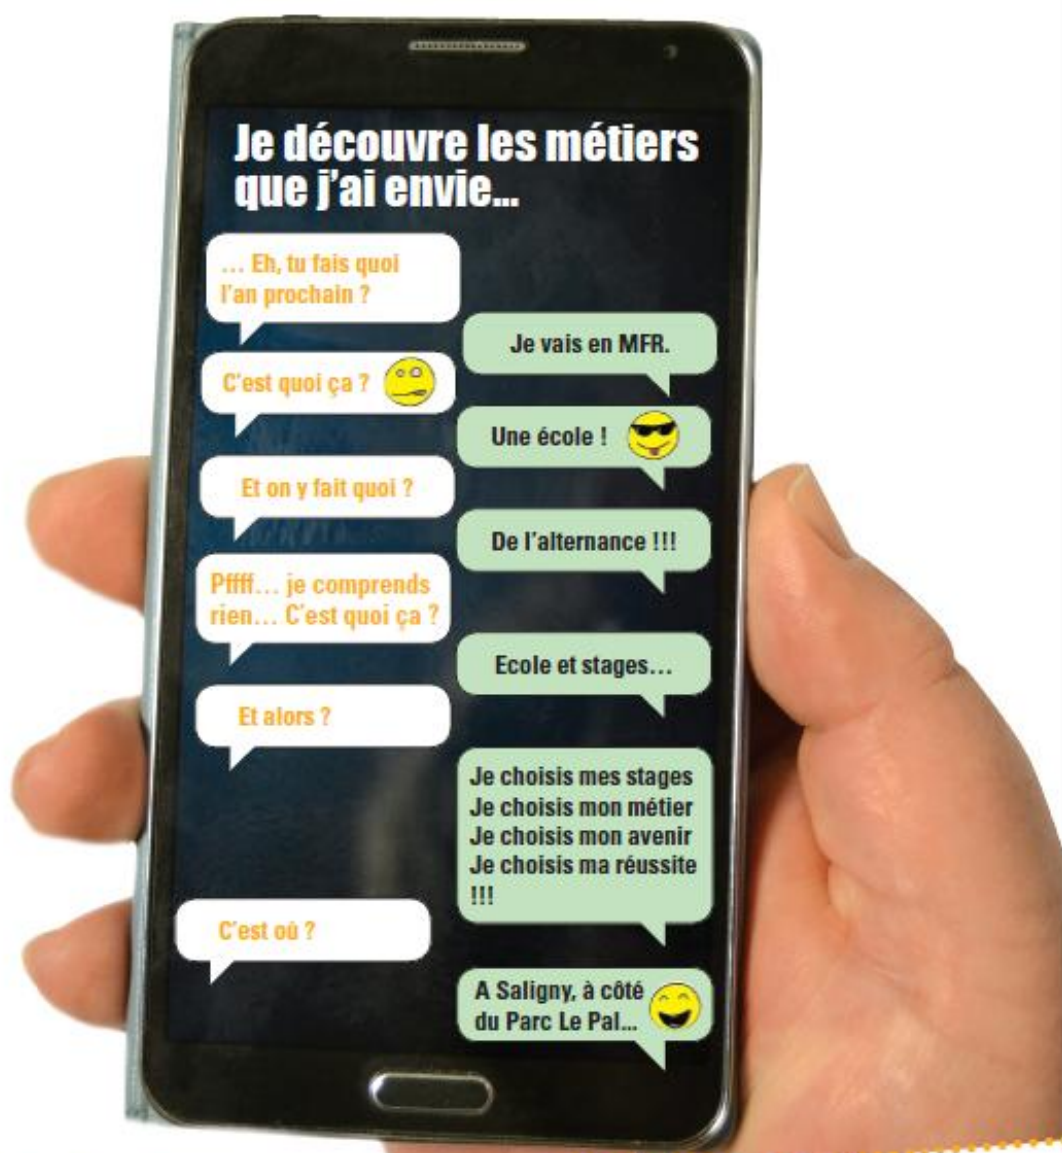 Je découvre les métiers
que j'ai envie...
... Eh, tu fais quoi
l'an prochain ?
Je vais en MFR.
C'est quoi ça ?
Une école !
Et on y fait quoi ?
De l'alternance !!!
Pffff... je comprends
rien... C'est quoi ça ?
Ecole et stages...
Et alors ?
Je choisis mes stages
Je choisis mon métier
Je choisis mon avenir
Je choisis ma réussite
!!!
C'est où ?
A Saligny, à côté
du Parc Le Pal...